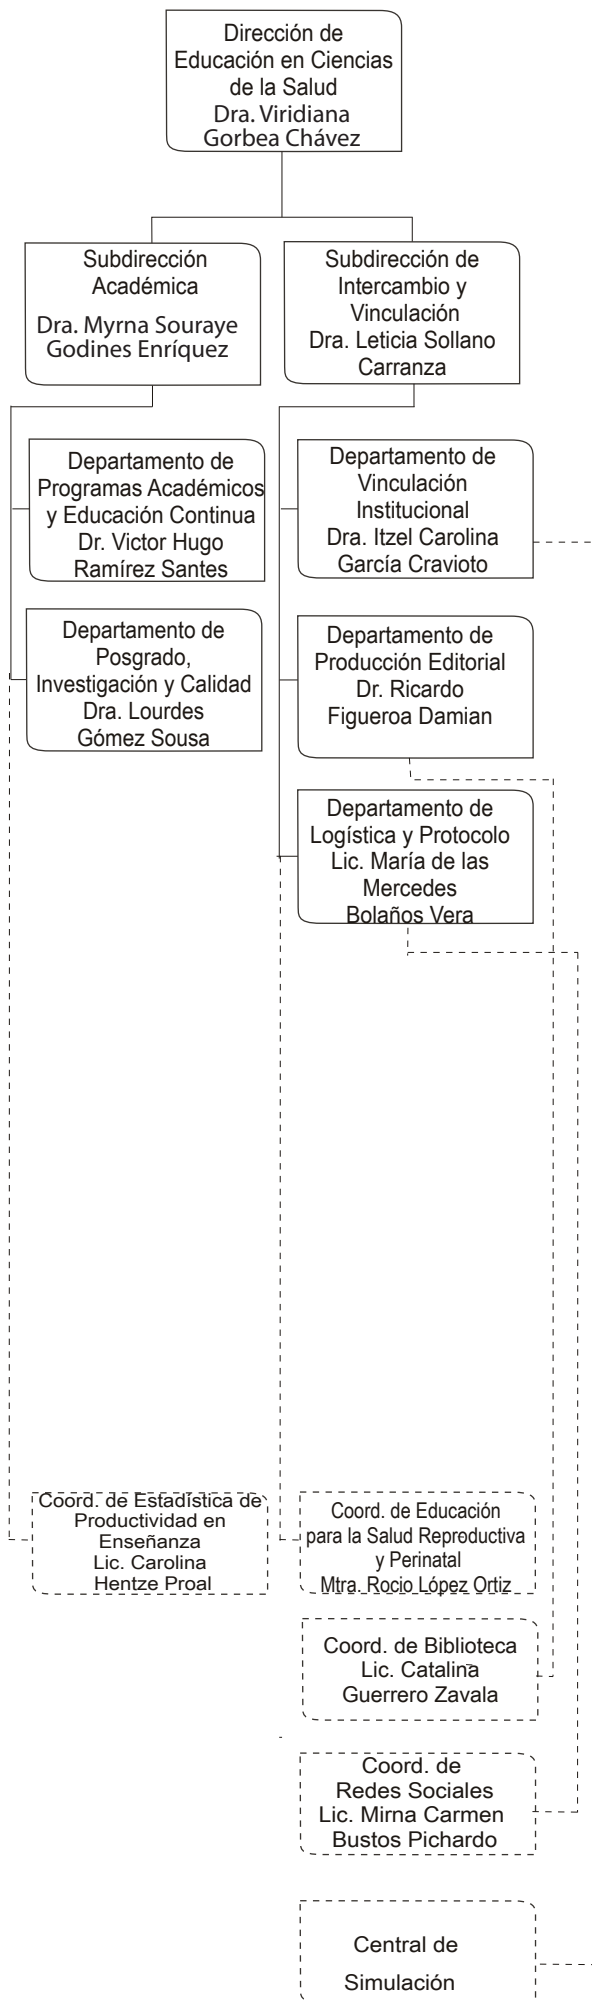 Dirección de
Educación en Ciencias
de la Salud
Dra. Viridiana
Gorbea Chávez
Subdirección
Académica
Dra. Myrna Souraye
Godines Enríquez
Subdirección de
Intercambio y
Vinculación
Dra. Leticia Sollano
Carranza
Departamento de
Programas Académicos
y Educación Continua
Dr. Victor Hugo
Ramírez Santes
Departamento de
Vinculación
Institucional
Dra. Itzel Carolina
García Cravioto
Departamento de
Posgrado,
Investigación y Calidad
Dra. Lourdes
Gómez Sousa
Departamento de
Producción Editorial
Dr. Ricardo
Figueroa Damian
Departamento de
Logística y Protocolo
Lic. María de las
Mercedes
Bolaños Vera
Coord. de Estadística de
Productividad en
Enseñanza
Lic. Carolina
Hentze Proal
Coord. de Educación
para la Salud Reproductiva
y Perinatal
Mtra. Rocio López Ortiz
Coord. de Biblioteca
Lic. Catalina
Guerrero Zavala
Coord. de
Redes Sociales
Lic. Mirna Carmen
Bustos Pichardo
Central de
Simulación